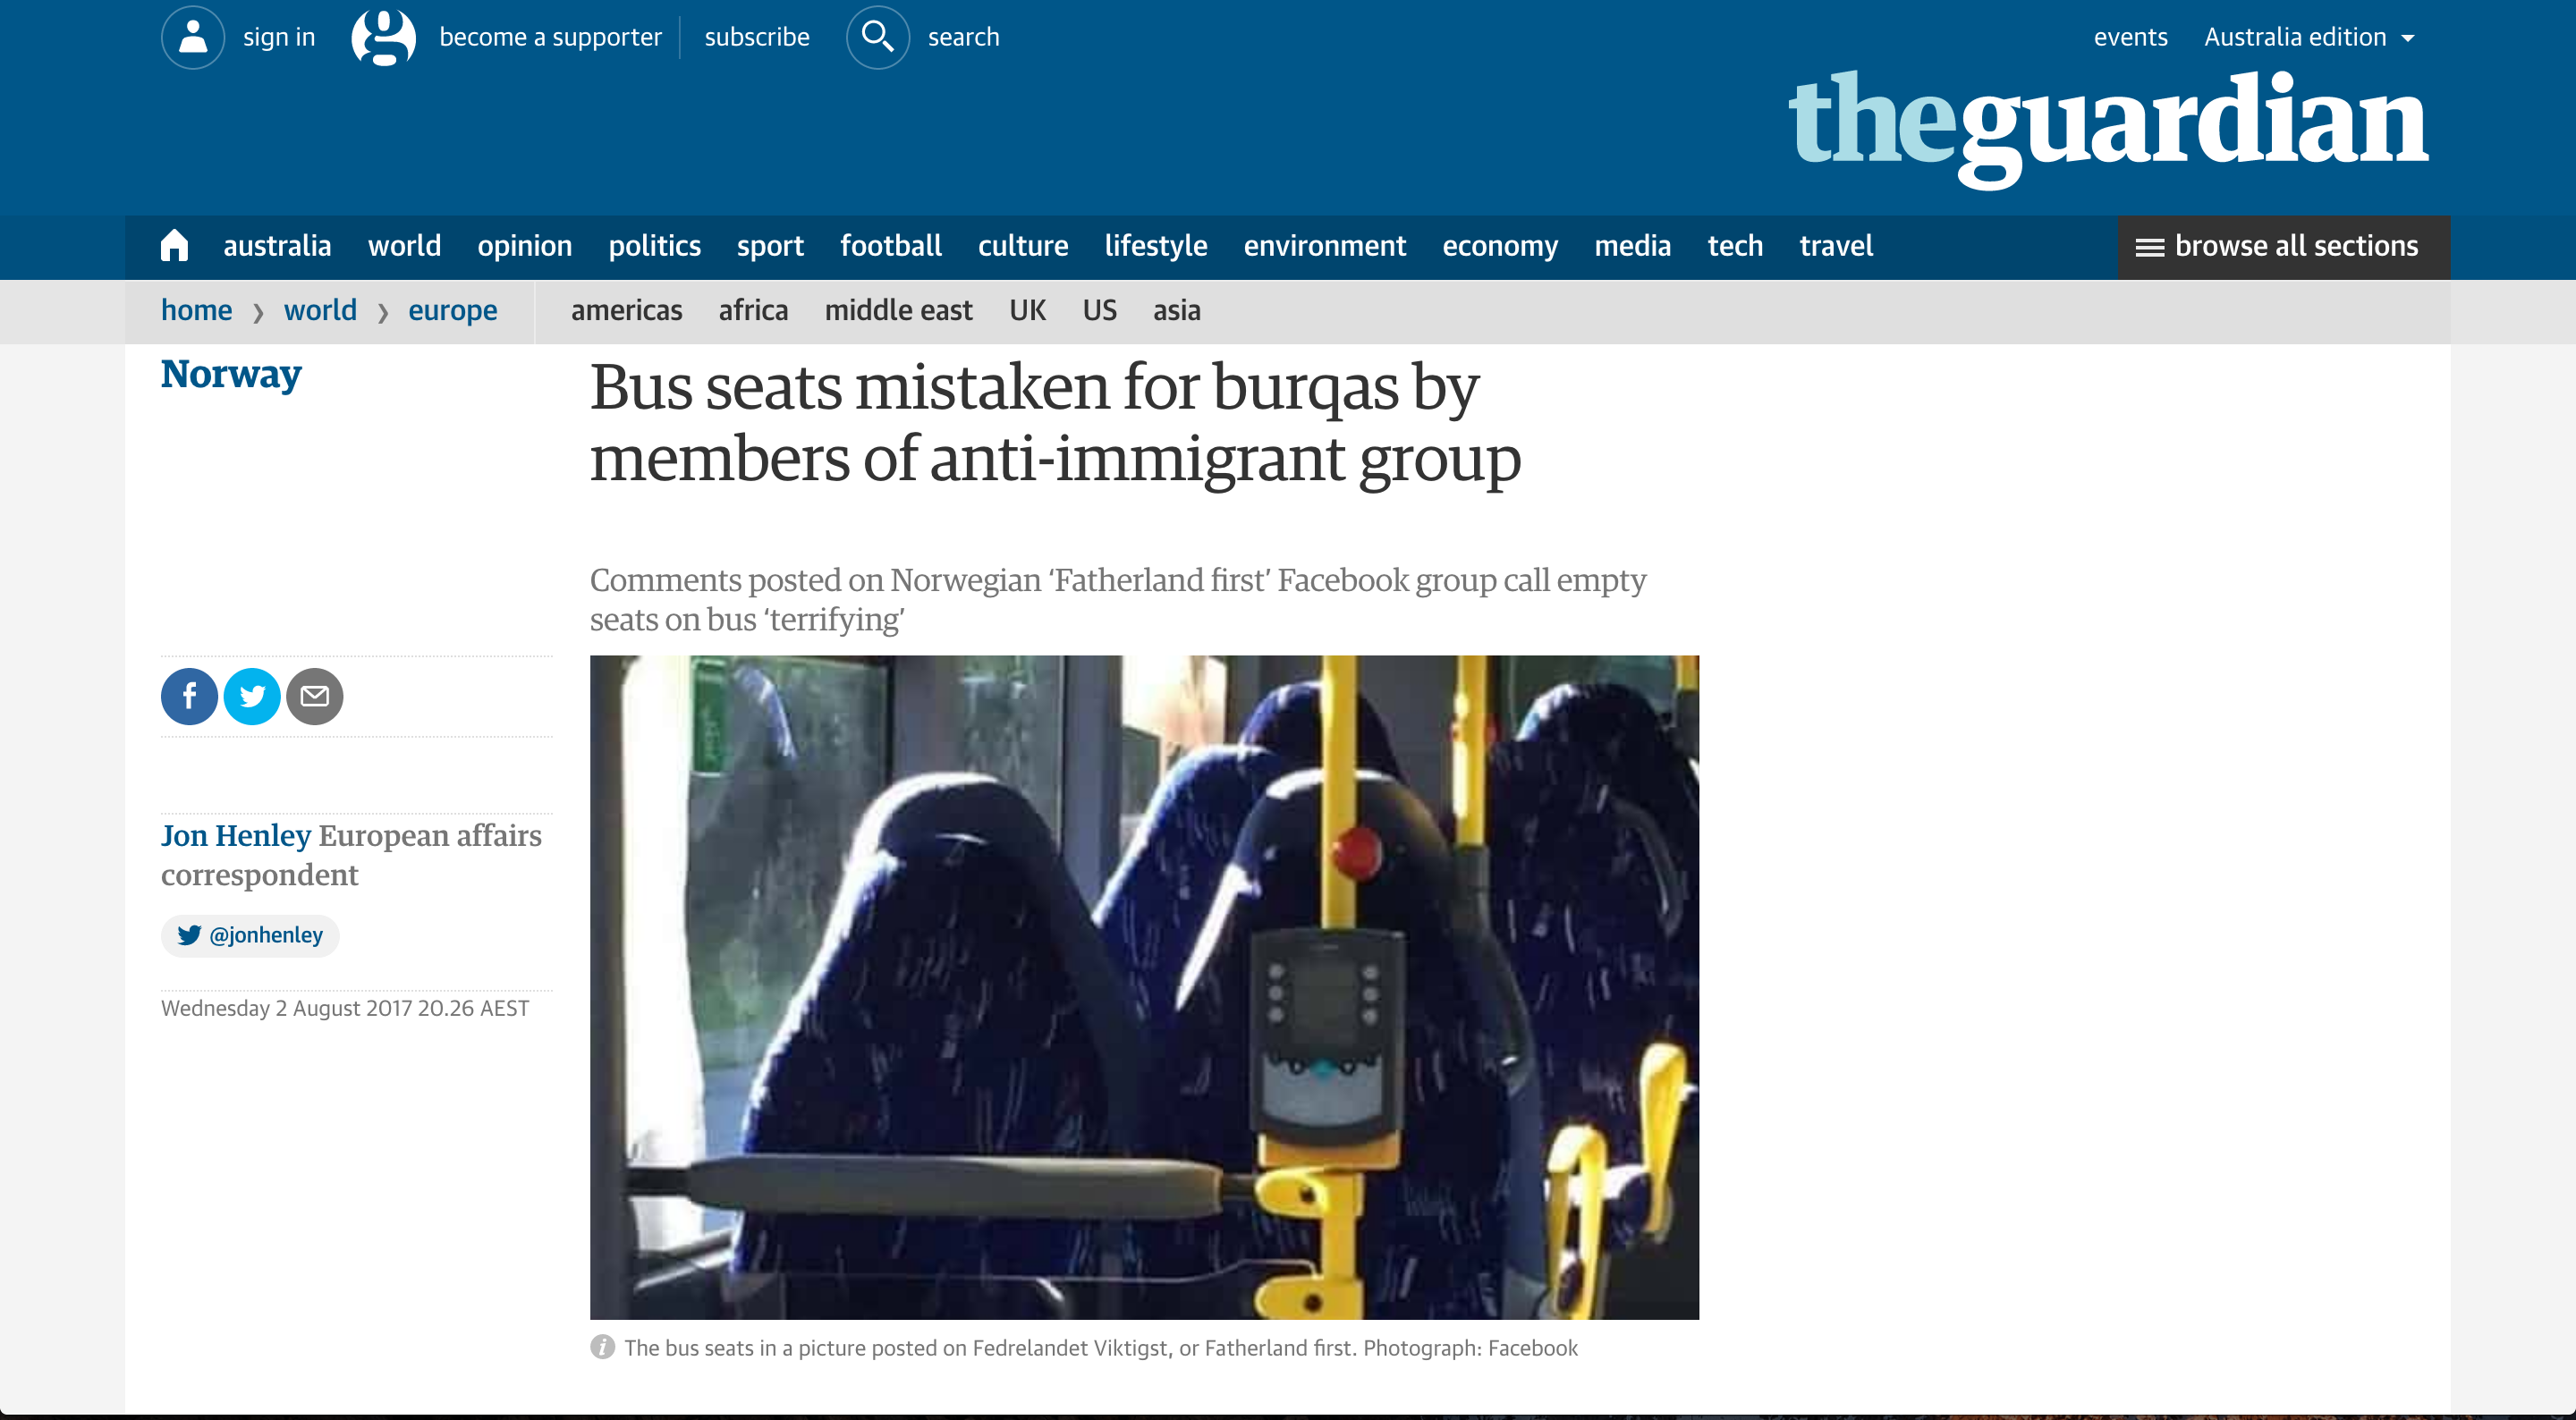 sign in
become a supporter
subscribe
search
events
Australia edition
theguardian
australia
world
opinion
politics
sport
football
culture
lifestyle
environment
economy
media
tech
travel
browse all sections
home
world
europe
americas
africa
middle east
UK
US
asia
Norway
Bus seats mistaken for burqas by
members of anti-immigrant group
Comments posted on Norwegian ‘Fatherland first’ Facebook group call empty
seats on bus ‘terrifying’
Jon Henley European affairs
correspondent
@jonhenley
Wednesday 2 August 2017 20.26 AEST
The bus seats in a picture posted on Fedrelandet Viktigst, or Fatherland first. Photograph: Facebook